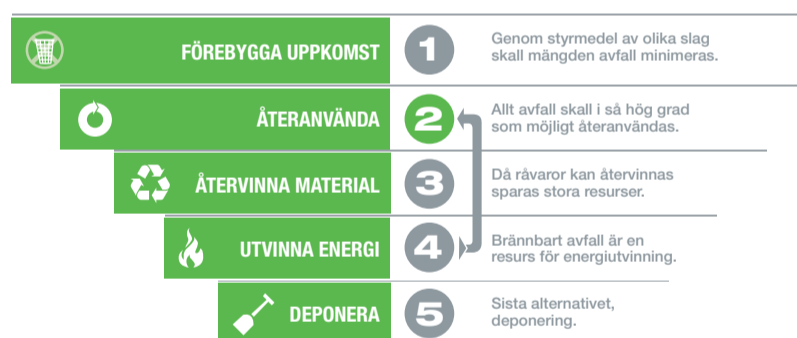 FÖREBYGGA UPPKOMST
1
Genom styrmedel av olika slag
skall mängden avfall minimeras.
ÅTERANVÄNDA
2
Allt avfall skall i så hög grad
som möjligt återanvändas.
ÅTERVINNA MATERIAL
3
Då råvaror kan återvinnas
sparas stora resurser.
UTVINNA ENERGI
4
Brännbart avfall är en
resurs för energiutvinning.
DEPONERA
5
Sista alternativet,
deponering.